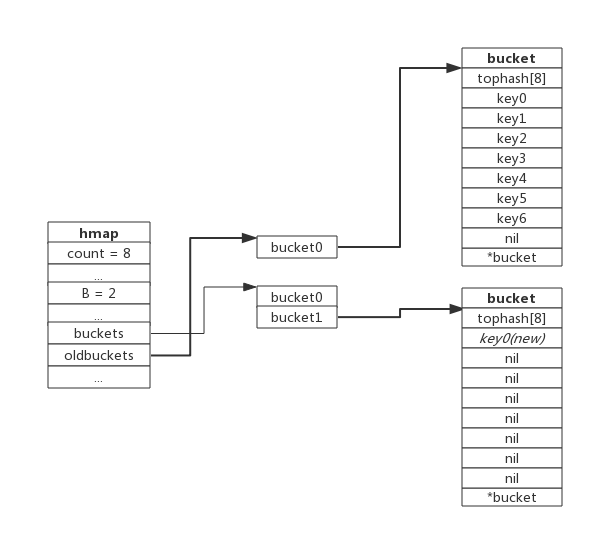 hmap
count = 8
...
B = 2
...
buckets
oldbuckets
...
bucket0
bucket0
bucket1
bucket
tophash[8]
key0
key1
key2
key3
key4
key5
key6
nil
*bucket
bucket
tophash[8]
key0(new)
nil
nil
nil
nil
nil
nil
nil
*bucket